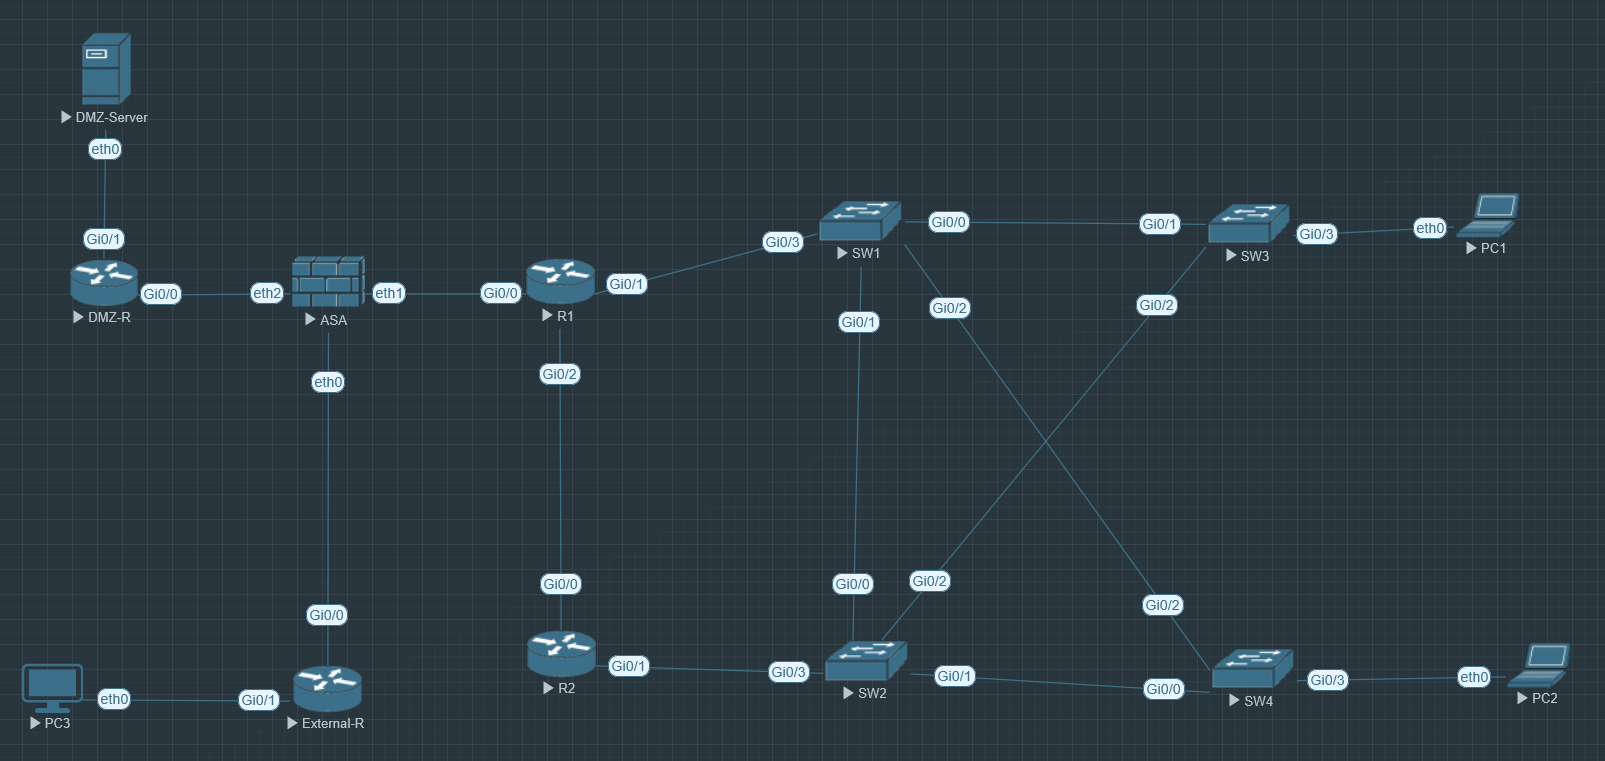 DMZ-Server
eth0
Gi0/1
Gi0/0
DMZ-R
eth2
eth1
ASA
eth0
Gi0/0
External-R
Gi0/1
eth0
PC3
Gi0/0
Gi0/1
R1
Gi0/2
Gi0/0
R2
Gi0/1
Gi0/3
SW1
Gi0/0
Gi0/1
Gi0/2
Gi0/1
Gi0/3
SW3
Gi0/2
eth0
PC1
Gi0/0
Gi0/2
Gi0/3
SW2
Gi0/1
Gi0/2
Gi0/0
Gi0/3
SW4
eth0
PC2